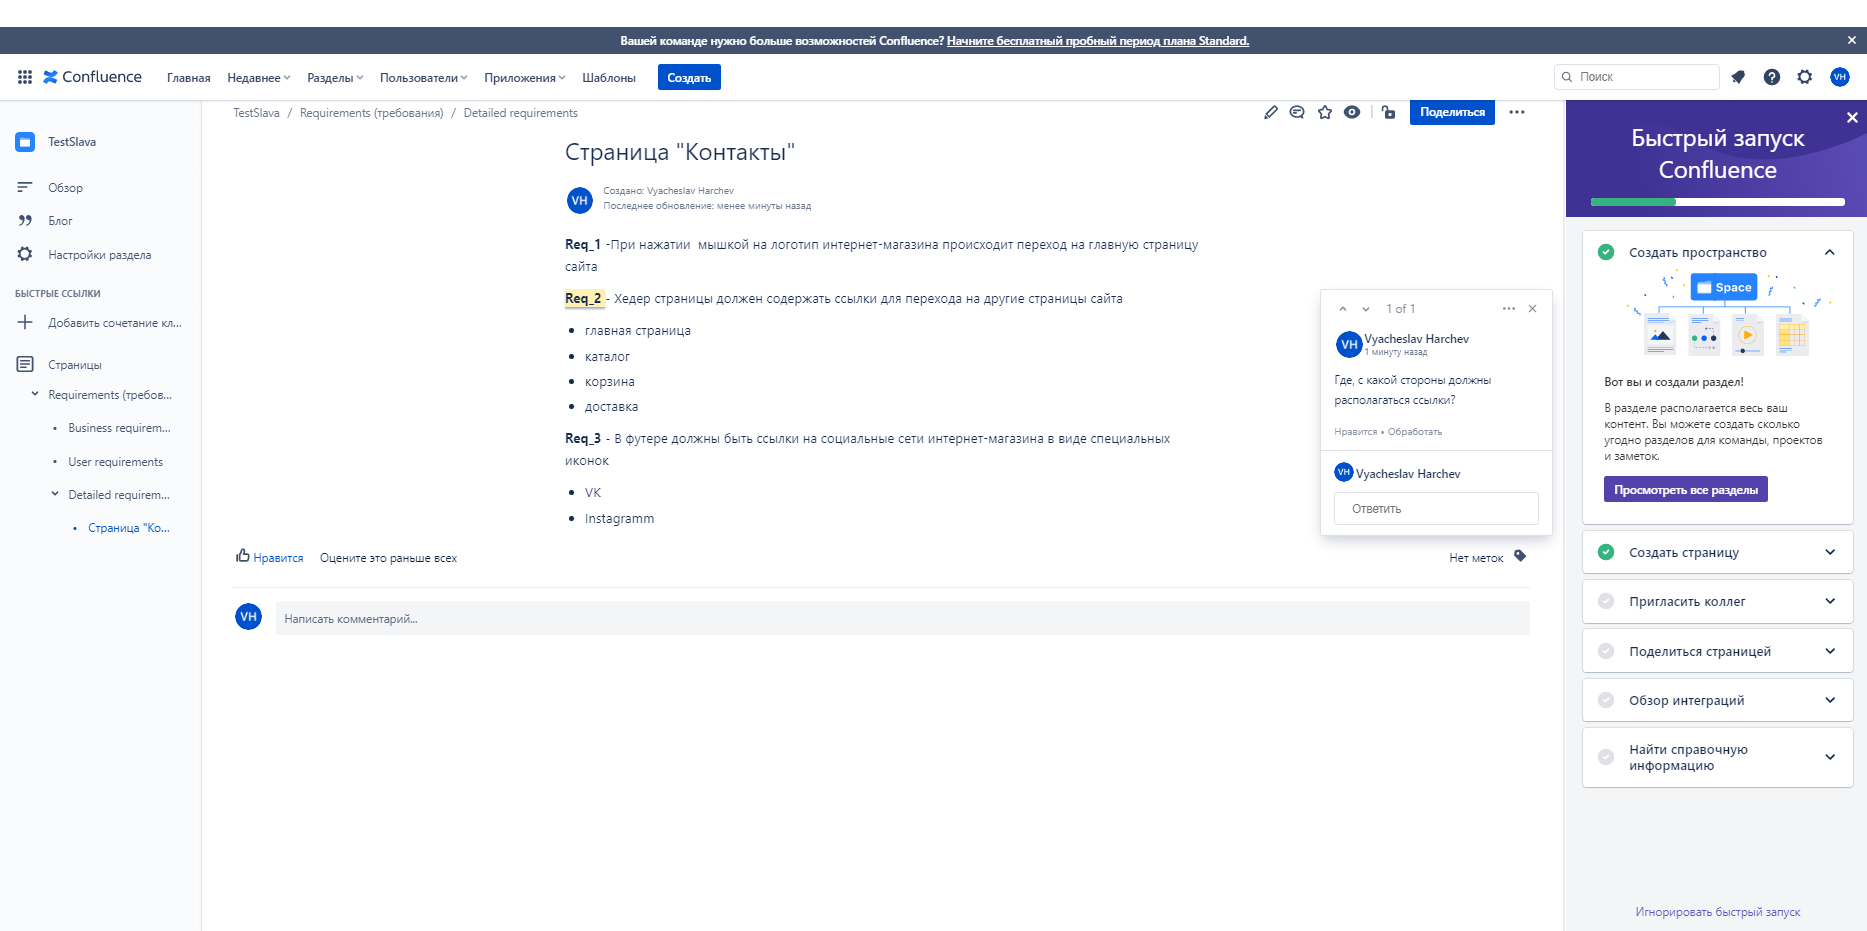 Вашей команде нужно больше возможностей Confluence? Начните бесплатный пробный период плана Standard.
Confluence
Главная
Недавнее
Разделы
Пользователи
Приложения
Шаблоны
Создать
Поиск
VH
TestSlava
Обзор
Блог
Настройки раздела
БЫСТРЫЕ ССЫЛКИ
Добавить сочетание кл...
Страницы
Requirements (требов...
Business requirem...
User requirements
Detailed requirem...
Страница "Ко...
TestSlava / Requirements (требования) / Detailed requirements
Поделиться
Страница "Контакты"
VH
Создано: Vyacheslav Harchev
Последнее обновление: менее минуты назад
Req_1 -При нажатии  мышкой на логотип интернет-магазина происходит переход на главную страницу
сайта
Req_2 - Хедер страницы должен содержать ссылки для перехода на другие страницы сайта
• главная страница
• каталог
• корзина
• доставка
Req_3 - В футере должны быть ссылки на социальные сети интернет-магазина в виде специальных
иконок
• VK
• Instagramm
Нравится
Оцените это раньше всех
Нет меток
VH
Написать комментарий...
1 of 1
VH
Vyacheslav Harchev
1 минуту назад
Где, с какой стороны должны
располагаться ссылки?
Нравится • Обработать
VH Vyacheslav Harchev
Ответить
Быстрый запуск
Confluence
Создать пространство
Space
Вот вы и создали раздел!
В разделе располагается весь ваш
контент. Вы можете создать сколько
угодно разделов для команды, проектов
и заметок.
Просмотреть все разделы
Создать страницу
Пригласить коллег
Поделиться страницей
Обзор интеграций
Найти справочную
информацию
Игнорировать быстрый запуск